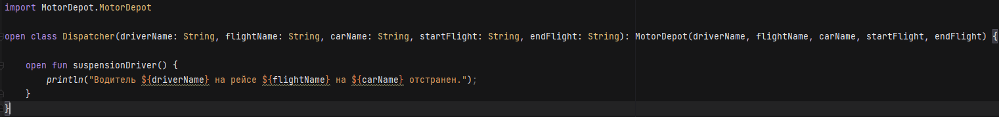 import MotorDepot.MotorDepot
open class Dispatcher(driverName: String, flightName: String, carName: String, startFlight: String, endFlight: String): MotorDepot(driverName, flightName, carName, startFlight, endFlight) {
open fun suspensionDriver() {
println("Водитель ${driverName} на рейсе ${flightName} на ${carName} отстранен.");
}
}